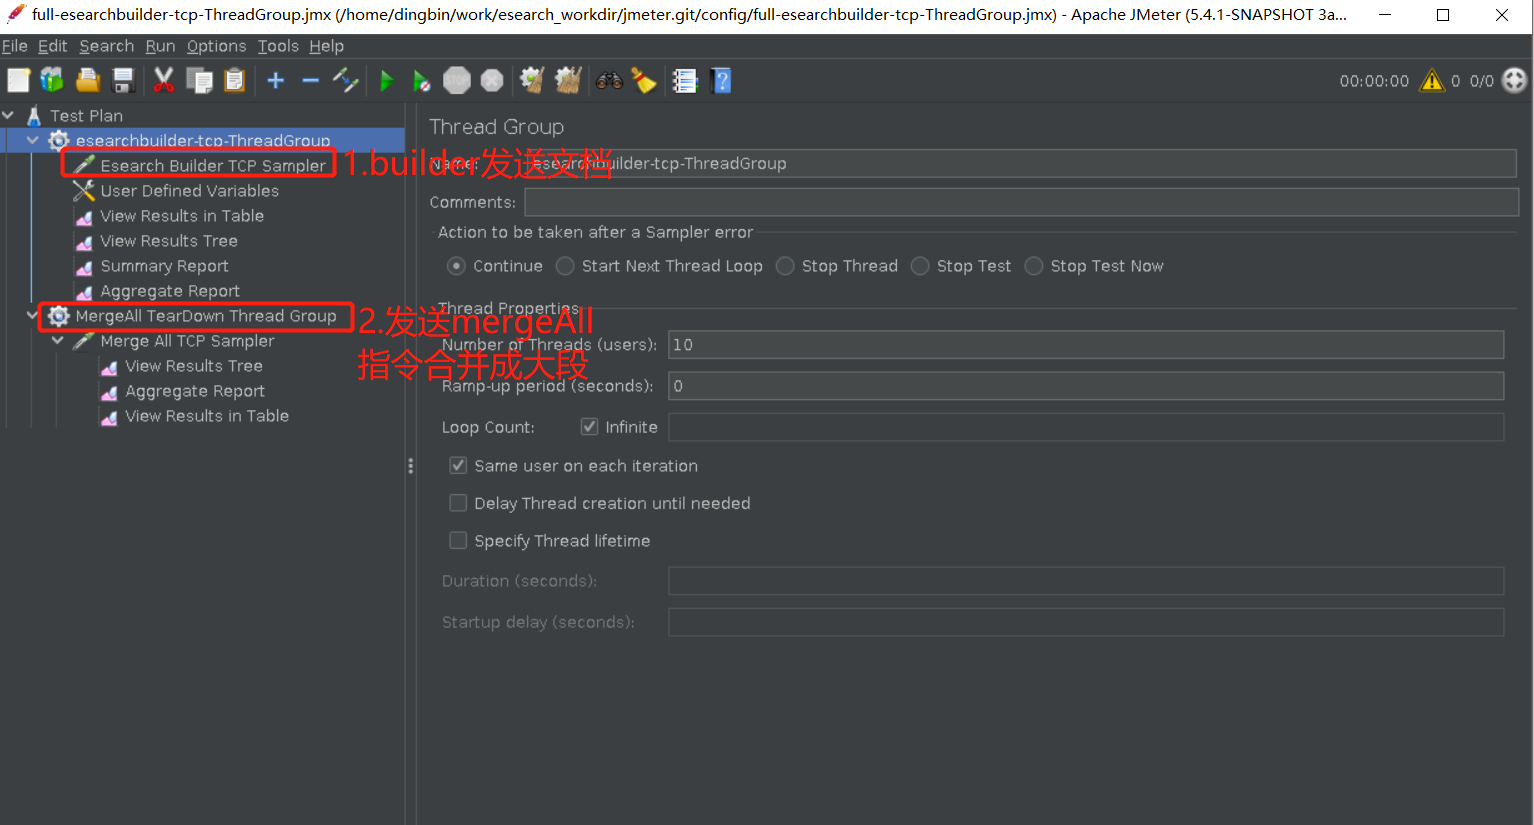 full-esearchbuilder-tcp-ThreadGroup.jmx (/home/dingbin/work/esearch_workdir/jmeter.git/config/full-esearchbuilder-tcp-ThreadGroup.jmx) - Apache JMeter (5.4.1-SNAPSHOT 3a...
File Edit Search Run Options Tools Help
STOP
00:00:00 0 0/0
Test Plan
esearchbuilder-tcp-ThreadGroup
Esearch Builder TCP Sampler
1.builder发送文档
User Defined Variables
View Results in Table
View Results Tree
Summary Report
Aggregate Report
MergeAll TearDown Thread Group
2.发送mergeAll
指令合并成大段
Merge All TCP Sampler
View Results Tree
Aggregate Report
View Results in Table
Thread Group
Name: esearchbuilder-tcp-ThreadGroup
Comments:
Action to be taken after a Sampler error
Continue Start Next Thread Loop Stop Thread Stop Test Stop Test Now
Thread Properties
Number of Threads (users): 10
Ramp-up period (seconds): 0
Loop Count: Infinite
Same user on each iteration
Delay Thread creation until needed
Specify Thread lifetime
Duration (seconds):
Startup delay (seconds):